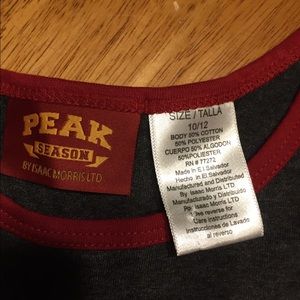 PEAK
SEASON
BY ISAAC MORRIS LTD.
SIZE / TALLA
10/12
BODY 50% COTTON
50% POLYESTER
CUERPO 50% ALGODON
50%POLIYESTER
RN # 77272
Made in El Salvador
Hecho in El Salvador
Manufactured and Distributed
By: Isaac Morris LTD
Manufacturado y Distribuido
Por: Isaac Morris LTD
See reverse for
Care instructions
Instrucciones de Lavado
al reverso